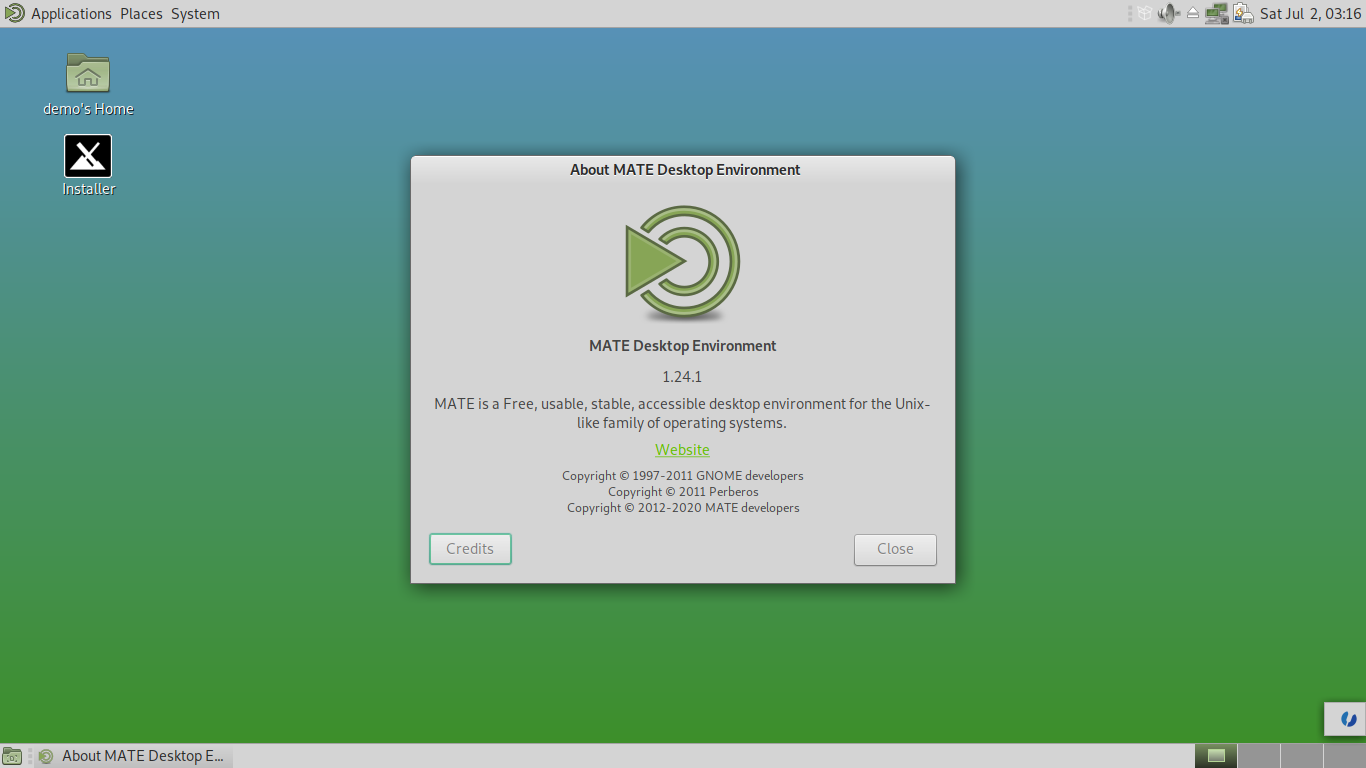 Applications Places System
Sat Jul 2, 03:16
demo's Home
Installer
About MATE Desktop Environment
MATE Desktop Environment
1.24.1
MATE is a Free, usable, stable, accessible desktop environment for the Unix-
like family of operating systems.
Website
Copyright © 1997-2011 GNOME developers
Copyright © 2011 Perberos
Copyright © 2012-2020 MATE developers
Credits
Close
About MATE Desktop E...